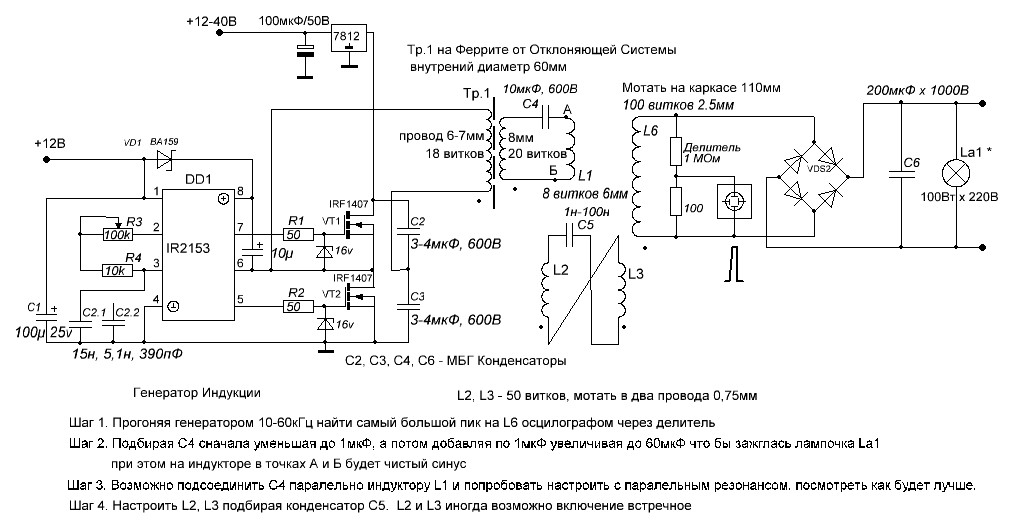 +12-40В
100мкФ/50В
7812
Тр.1 на Феррите от Отклоняющей Системы
внутрений диаметр 60мм
Тр.1
10мкФ, 600В
C4
А
провод 6-7мм
18 витков
8мм
20 витков
Б
L1
8 витков 6мм
Мотать на каркасе 110мм
100 витков 2.5мм
L6
Делитель
1 МОм
100
VDS2
200мкФ х 1000В
C6
La1 *
100Вт х 220В
+12В
VD1
BA159
DD1
1
8
R3
100k
2
7
R1
50
IRF1407
VT1
16v
C2
3-4мкФ, 600В
IR2153
10µ
R4
10k
3
6
IRF1407
VT2
R2
50
16v
C3
3-4мкФ, 600В
4
5
C1
100µ 25v
C2.1
C2.2
15н, 5,1н, 390пФ
1н-100н
C5
L2
L3
C2, C3, C4, C6 - МБГ Конденсаторы
Генератор Индукции
L2, L3 - 50 витков, мотать в два провода 0,75мм
Шаг 1. Прогоняя генератором 10-60кГц найти самый большой пик на L6 осцилографом через делитель
Шаг 2. Подбирая С4 сначала уменьшая до 1мкФ, а потом добавляя по 1мкФ увеличивая до 60мкФ что бы зажглась лампочка La1
при этом на индукторе в точках А и Б будет чистый синус
Шаг 3. Возможно подсоединить С4 паралельно индуктору L1 и попробовать настроить с паралельным резонансом. посмотреть как будет лучше.
Шаг 4. Настроить L2, L3 подбирая конденсатор С5. L2 и L3 иногда возможно включение встречное